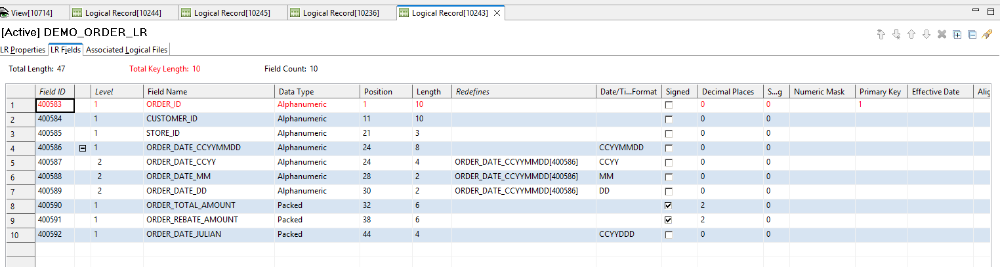 View[10714] Logical Record[10244] Logical Record[10245] Logical Record[10236] Logical Record[10243]
[Active] DEMO_ORDER_LR
LR Properties LR Fields Associated Logical Files
Total Length: 47 Total Key Length: 10 Field Count: 10
Field ID Level Field Name Data Type Position Length Redefines Date/Ti...Format Signed Decimal Places S...g Numeric Mask Primary Key Effective Date Alig
1 400583 1 ORDER_ID Alphanumeric 1 10 0 0 1
2 400584 1 CUSTOMER_ID Alphanumeric 11 10 0 0
3 400585 1 STORE_ID Alphanumeric 21 3 0 0
4 400586 1 ORDER_DATE_CCYYMMDD Alphanumeric 24 8 CCYYMMDD 0 0
5 400587 2 ORDER_DATE_CCYY Alphanumeric 24 4 ORDER_DATE_CCYYMMDD[400586] CCYY 0 0
6 400588 2 ORDER_DATE_MM Alphanumeric 28 2 ORDER_DATE_CCYYMMDD[400586] MM 0 0
7 400589 2 ORDER_DATE_DD Alphanumeric 30 2 ORDER_DATE_CCYYMMDD[400586] DD 0 0
8 400590 1 ORDER_TOTAL_AMOUNT Packed 32 6 2 0
9 400591 1 ORDER_REBATE_AMOUNT Packed 38 6 2 0
10 400592 1 ORDER_DATE_JULIAN Packed 44 4 CCYYDDD 0 0